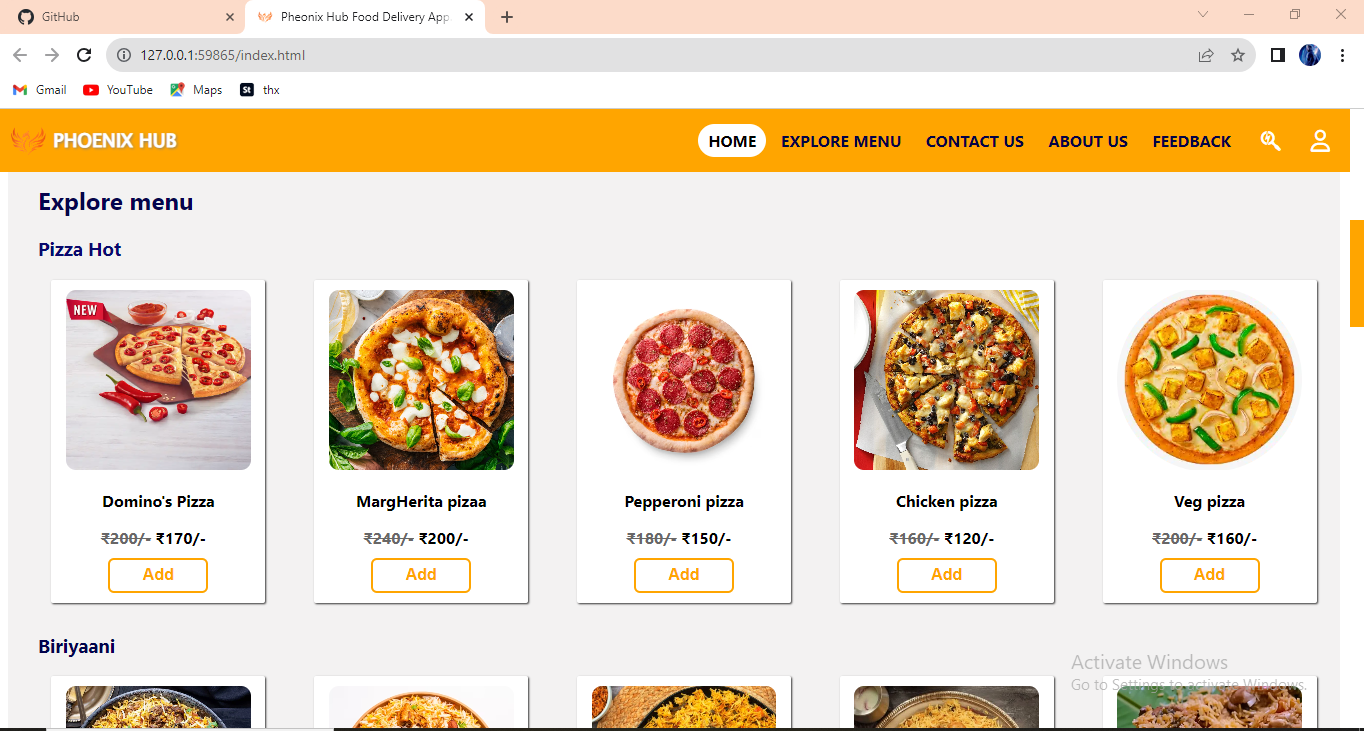 GitHub
Pheonix Hub Food Delivery App
127.0.0.1:59865/index.html
Gmail YouTube Maps St thx
PHOENIX HUB HOME EXPLORE MENU CONTACT US ABOUT US FEEDBACK
Explore menu
Pizza Hot
NEW
Domino's Pizza MargHerita pizaa Pepperoni pizza Chicken pizza Veg pizza
₹200/- ₹170/- ₹240/- ₹200/- ₹180/- ₹150/- ₹160/- ₹120/- ₹200/- ₹160/-
Add Add Add Add Add
Biriyaani
Activate Windows
Go to Settings to activate Windows.